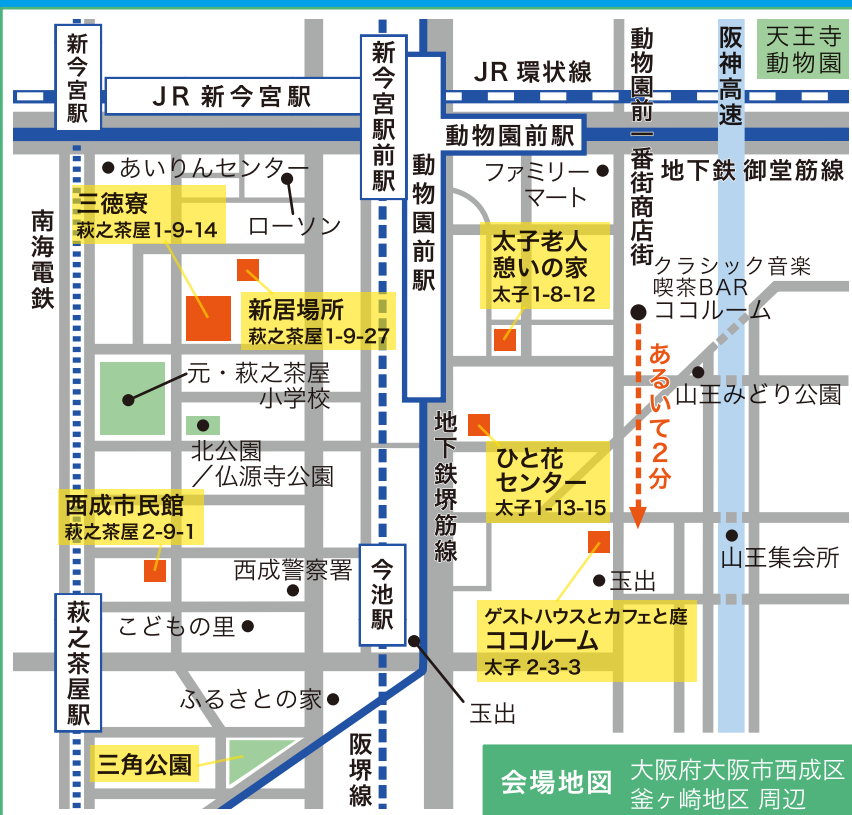 新今宮駅
JR 新今宮駅
新今宮駅前駅
JR 環状線
動物園前一番街商店街
阪神高速
天王寺
動物園
動物園前駅
動物園前駅
地下鉄 御堂筋線
あいりんセンター
ローソン
ファミリー
マート
南海電鉄
三徳寮
萩之茶屋1-9-14
新居場所
萩之茶屋1-9-27
太子老人
憩いの家
太子1-8-12
クラシック音楽
喫茶BAR
ココルーム
あるいて2分
山王みどり公園
元・萩之茶屋
小学校
北公園
／仏源寺公園
地下鉄堺筋線
ひと花
センター
太子1-13-15
西成市民館
萩之茶屋 2-9-1
西成警察署
今池駅
山王集会所
玉出
こどもの里
萩之茶屋駅
ゲストハウスとカフェと庭
ココルーム
太子 2-3-3
ふるさとの家
玉出
三角公園
阪堺線
会場地図
大阪府大阪市西成区
釜ヶ崎地区 周辺